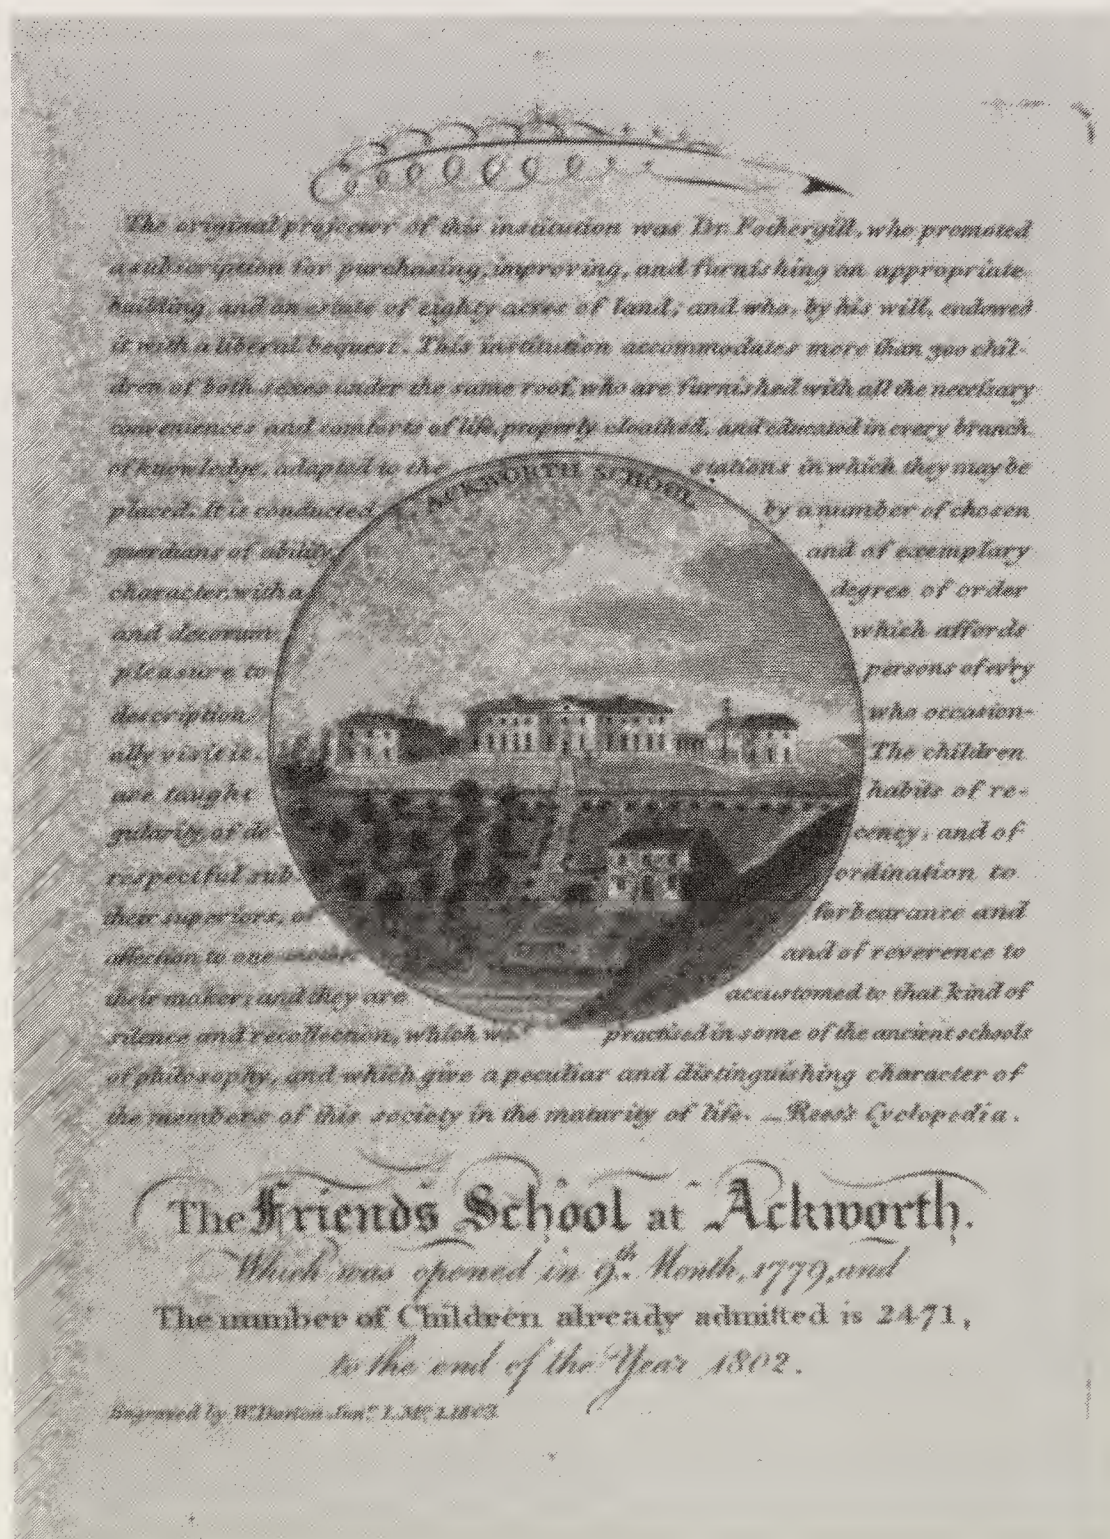 The original projector of this institution was Dr. Fothergill, who promoted
a subscription for purchasing, improving, and furnishing an appropriate
building, and an estate of eighty acres of land; and who, by his will, endowed
it with a liberal bequest. This institution accommodates more than 300 chil-
dren of both sexes under the same roof, who are furnished with all the necessary
conveniences and comforts of life, properly cloathed, and educated in every branch
of knowledge, adapted to the stations in which they may be
ACKWORTH SCHOOL
placed. It is conducted by a number of chosen
guardians of ability and of exemplary
character, with a degree of order
and decorum which affords
pleasure to persons of evry
description, who occasion-
ally visit it. The children
are taught habits of re-
gularity, of de- cency, and of
respectful sub- ordination to
their superiors, of forbearance and
affection to one another and of reverence to
their maker; and they are accustomed to that kind of
silence and recollection, which practised in some of the ancient schools
of philosophy, and which give a peculiar and distinguishing character of
the members of this society in the maturity of life. — Rees's Cyclopedia.
The Friends School at Ackworth.
Which was opened in 9th. Month, 1779, and
The number of Children already admitted is 2471,
to the end of the Year 1802.
Engraved by W. Darton Junr.